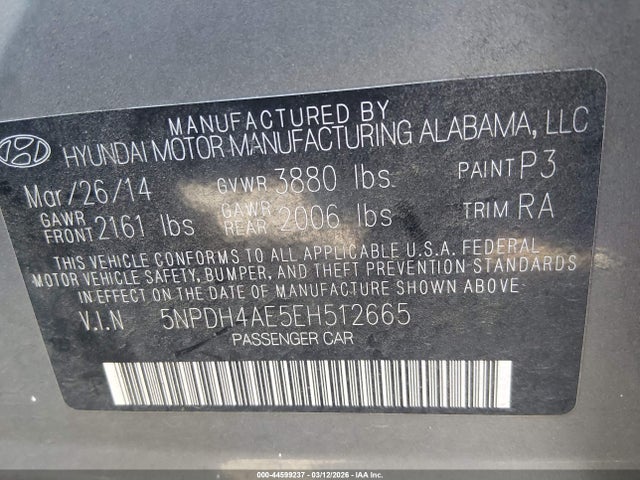 MANUFACTURED BY
HYUNDAI MOTOR MANUFACTURING ALABAMA, LLC
Mar/26/14 GVWR 3880 lbs PAINT P3
GAWR FRONT 2161 lbs GAWR REAR 2006 lbs TRIM RA
THIS VEHICLE CONFORMS TO ALL APPLICABLE U.S.A. FEDERAL
MOTOR VEHICLE SAFETY, BUMPER, AND THEFT PREVENTION STANDARDS
IN EFFECT ON THE DATE OF MANUFACTURE SHOWN ABOVE.
V.I.N 5NPDH4AE5EH512665
PASSENGER CAR
000-44599237 - 03/12/2026 - IAA Inc.